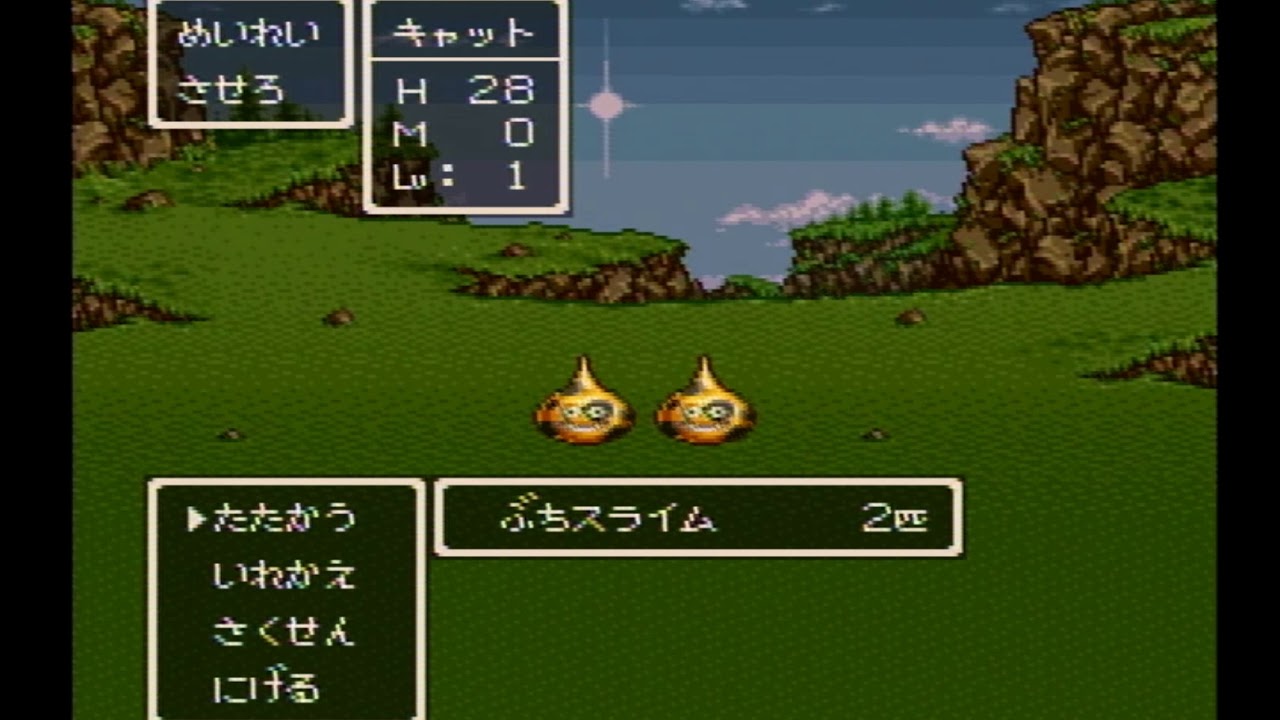 めいれい
させろ
キャット
H 28
M 0
Lv: 1
▶たたかう
いれかえ
さくせん
にげる
ぶちスライム 2匹